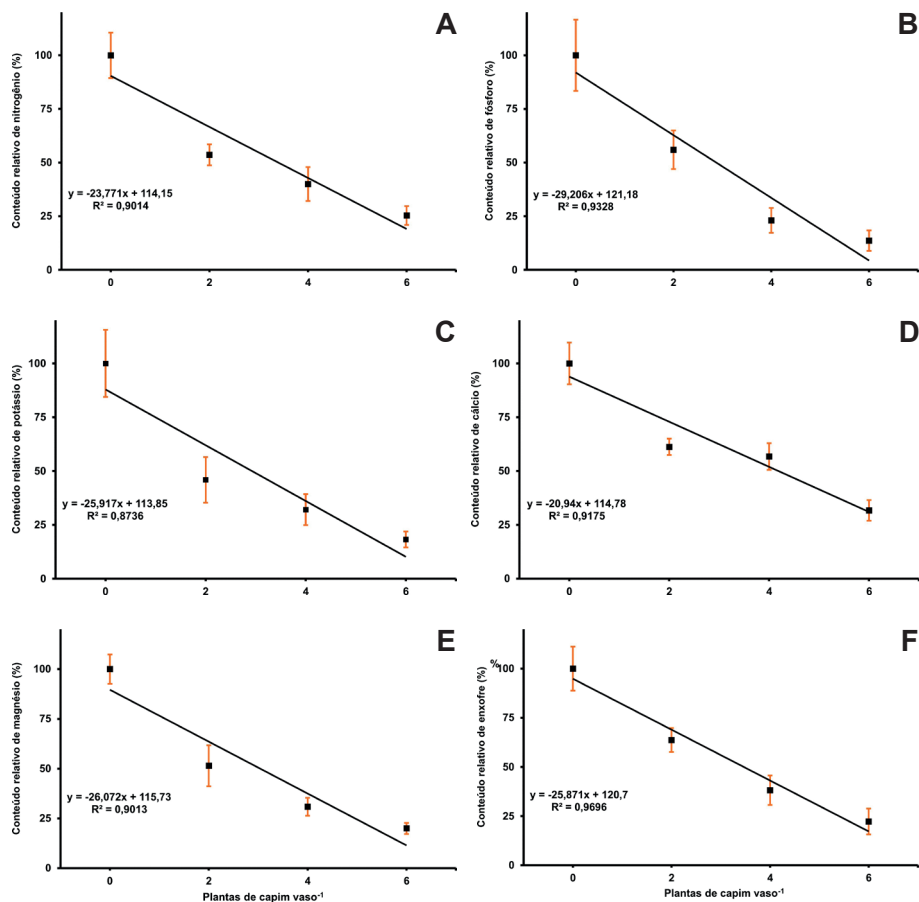 A
Conteúdo relativo de nitrogênio (%)
100
75
50
25
0
y = -23,771x + 114,15
R² = 0,9014
0 2 4 6
B
Conteúdo relativo de fósforo (%)
100
75
50
25
0
y = -29,206x + 121,18
R² = 0,9328
0 2 4 6
C
Conteúdo relativo de potássio (%)
100
75
50
25
0
y = -25,917x + 113,85
R² = 0,8736
0 2 4 6
D
Conteúdo relativo de cálcio (%)
100
75
50
25
0
y = -20,94x + 114,78
R² = 0,9175
0 2 4 6
E
Conteúdo relativo de magnésio (%)
100
75
50
25
0
y = -26,072x + 115,73
R² = 0,9013
0 2 4 6
Plantas de capim vaso⁻¹
F
Conteúdo relativo de enxofre (%)
%
100
75
50
25
0
y = -25,871x + 120,7
R² = 0,9696
0 2 4 6
Plantas de capim vaso⁻¹